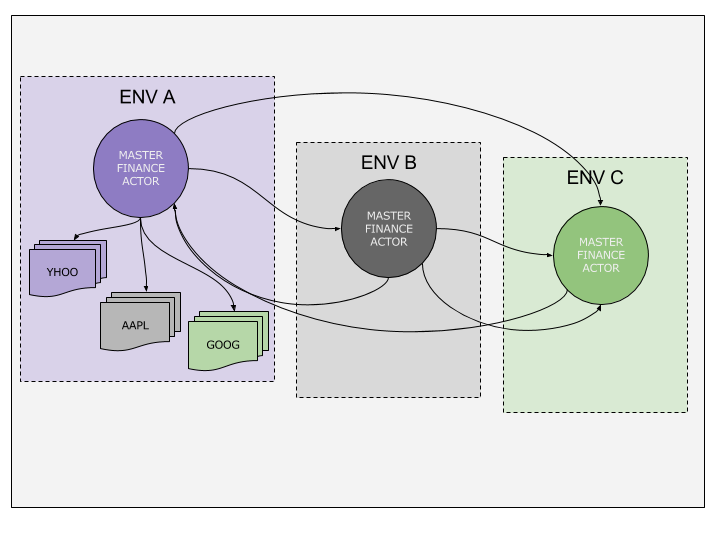 ENV A
MASTER
FINANCE
ACTOR
YHOO
AAPL
GOOG
ENV B
MASTER
FINANCE
ACTOR
ENV C
MASTER
FINANCE
ACTOR